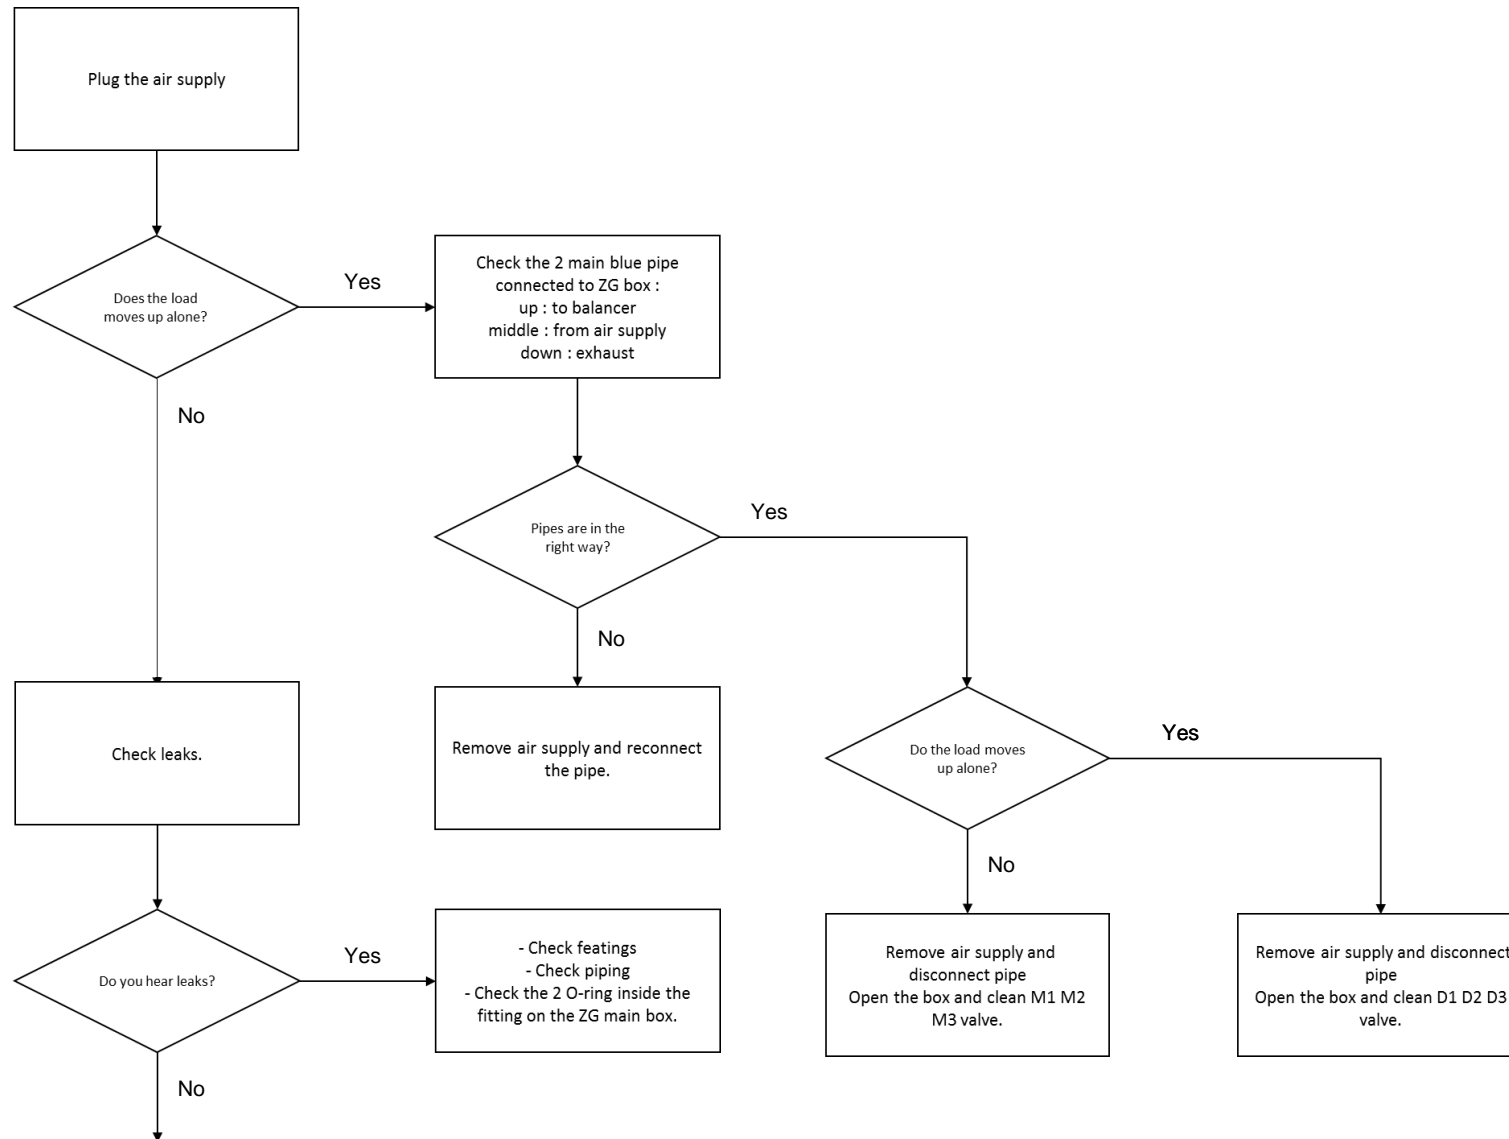 Plug the air supply
Does the load
moves up alone?
Yes
No
Check the 2 main blue pipe
connected to ZG box :
up : to balancer
middle : from air supply
down : exhaust
Pipes are in the
right way?
Yes
No
Remove air supply and reconnect
the pipe.
Do the load moves
up alone?
Yes
No
Remove air supply and
disconnect pipe
Open the box and clean M1 M2
M3 valve.
Remove air supply and disconnect
pipe
Open the box and clean D1 D2 D3
valve.
Check leaks.
Do you hear leaks?
Yes
No
- Check featings
- Check piping
- Check the 2 O-ring inside the
fitting on the ZG main box.